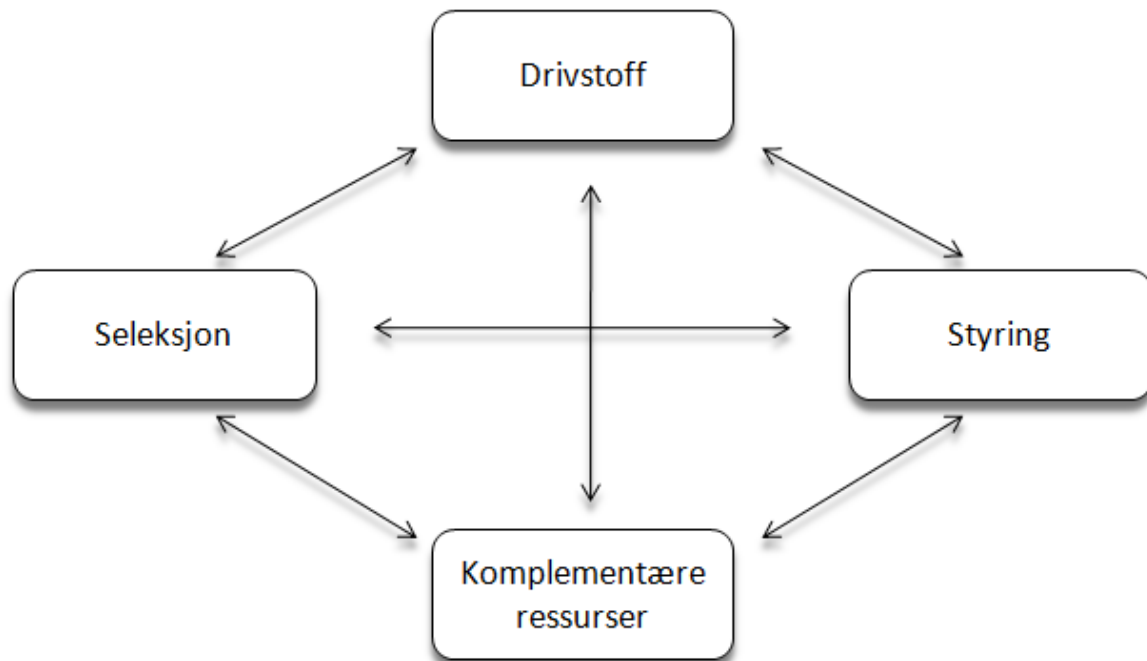 Drivstoff
Seleksjon
Styring
Komplementære
ressurser